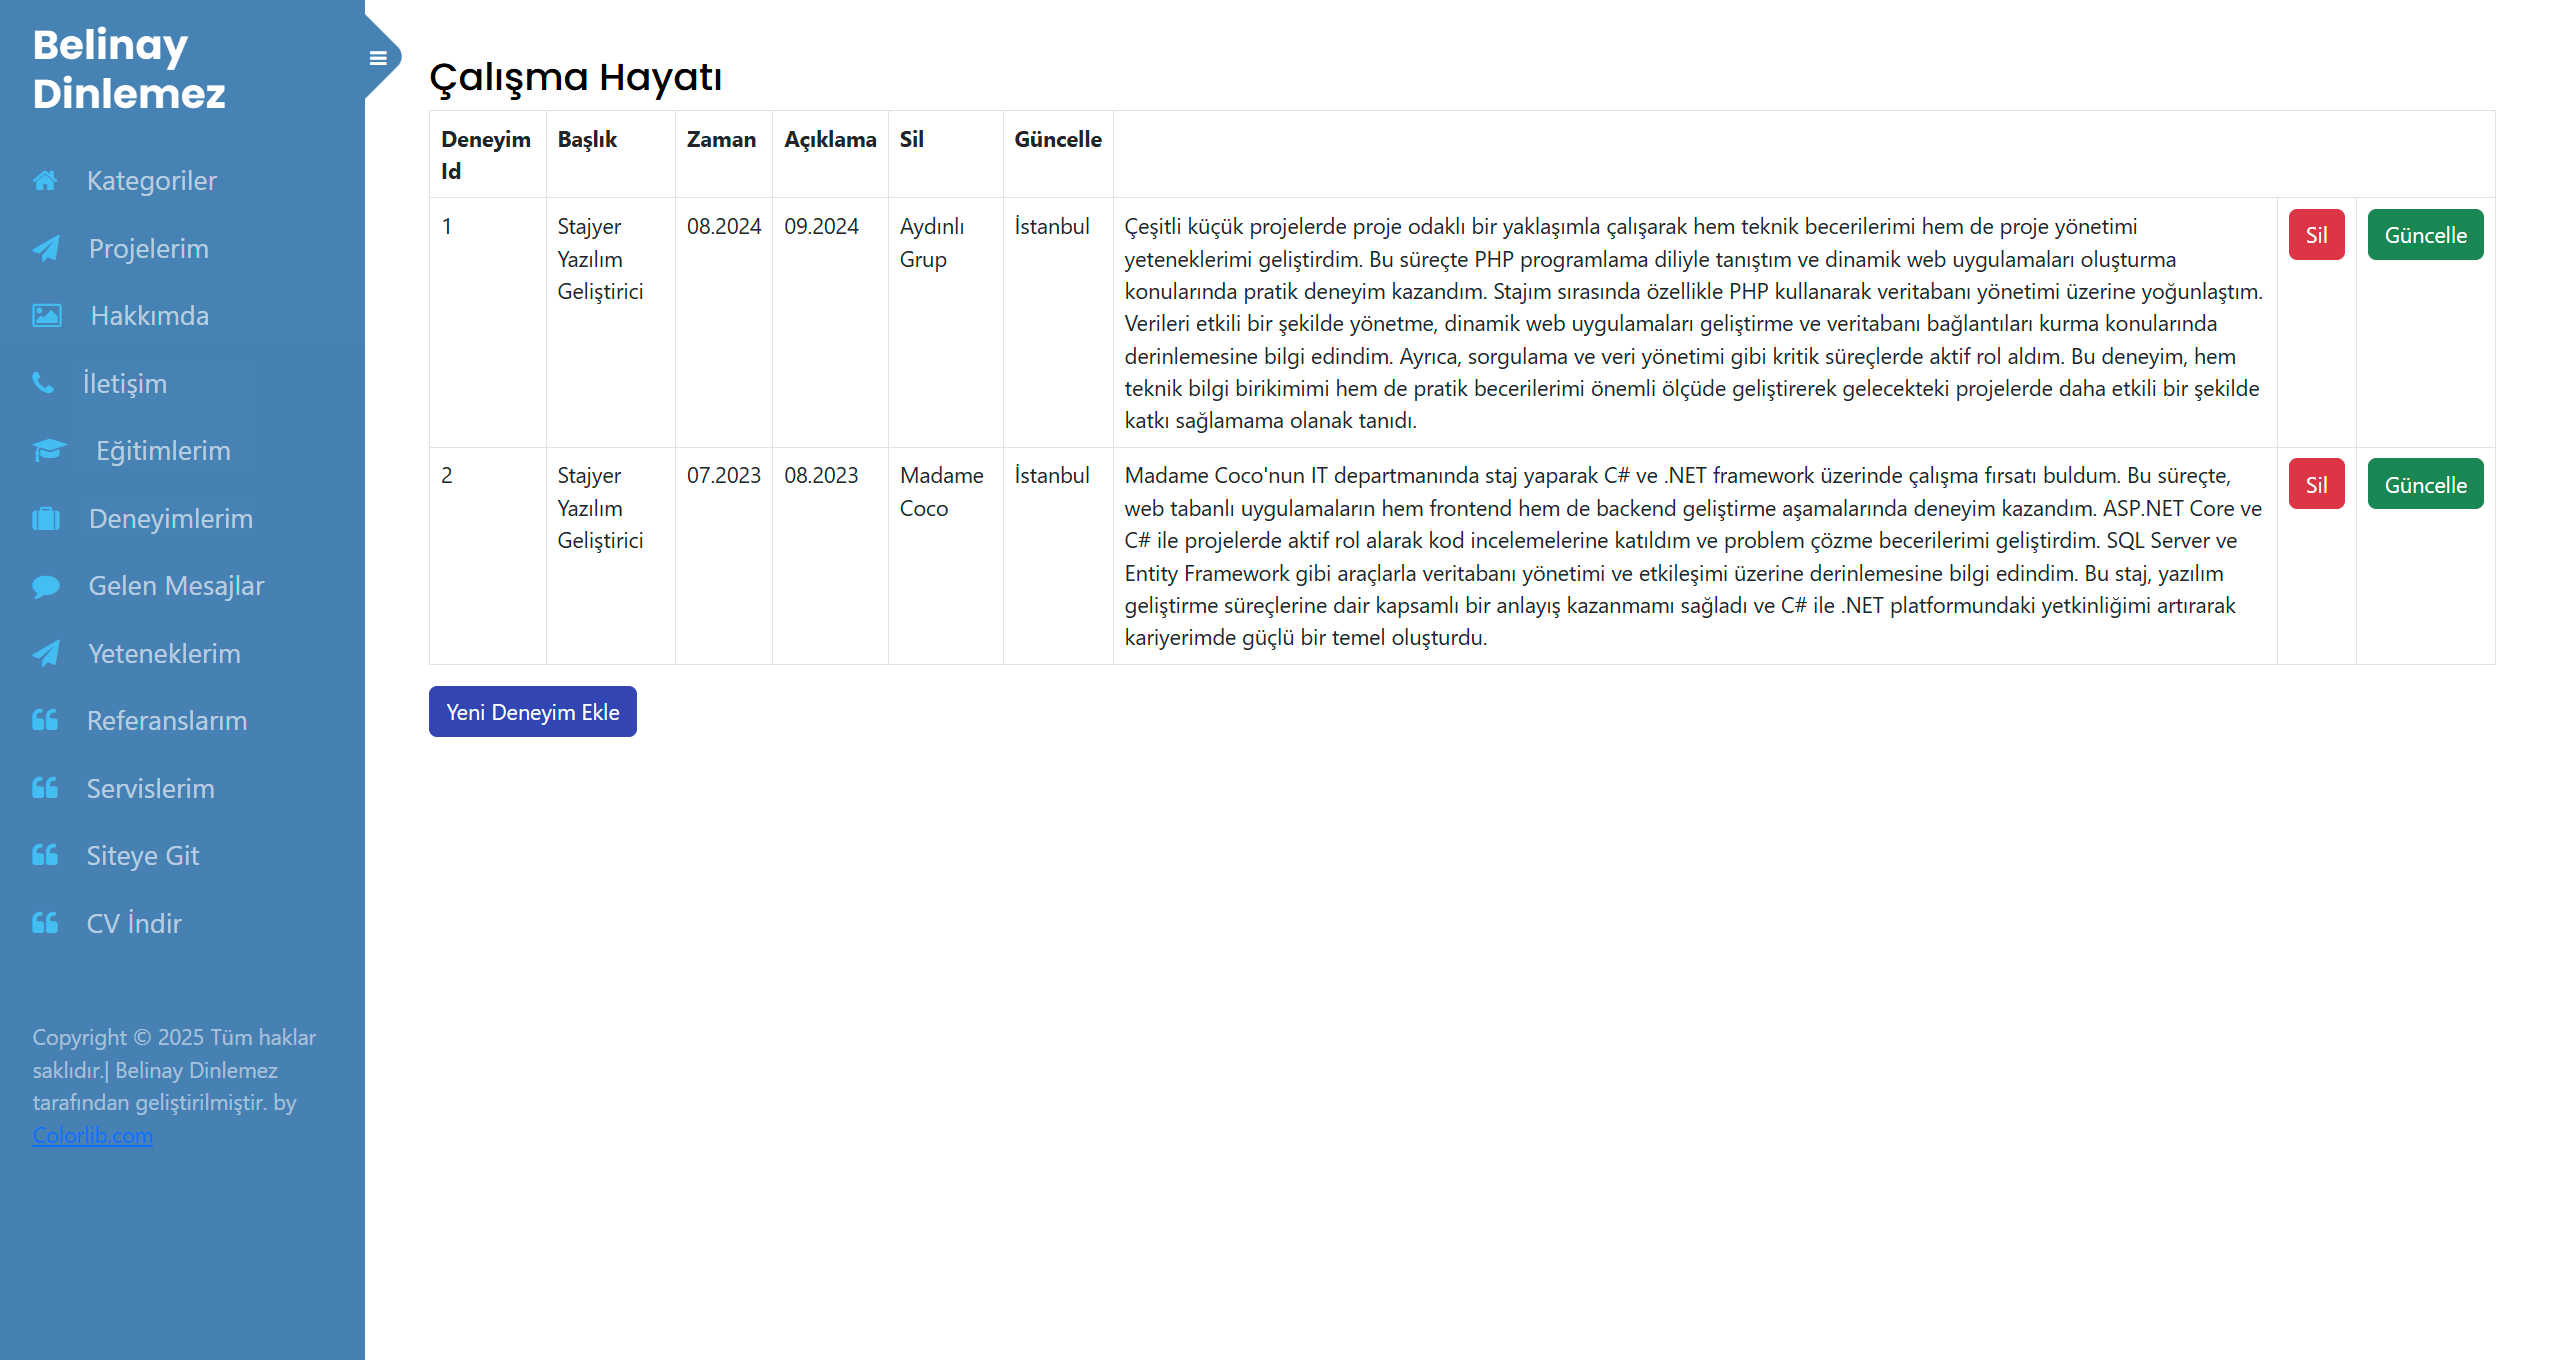 Belinay
Dinlemez
Kategoriler
Projelerim
Hakkımda
İletişim
Eğitimlerim
Deneyimlerim
Gelen Mesajlar
Yeteneklerim
Referanslarım
Servislerim
Siteye Git
CV İndir
Copyright © 2025 Tüm haklar
saklıdır.| Belinay Dinlemez
tarafından geliştirilmiştir. by
Colorlib.com
Çalışma Hayatı
Deneyim Id Başlık Zaman Açıklama Sil Güncelle
1 Stajyer Yazılım Geliştirici 08.2024 09.2024 Aydınlı Grup İstanbul
Çeşitli küçük projelerde proje odaklı bir yaklaşımla çalışarak hem teknik becerilerimi hem de proje yönetimi
yeteneklerimi geliştirdim. Bu süreçte PHP programlama diliyle tanıştım ve dinamik web uygulamaları oluşturma
konularında pratik deneyim kazandım. Stajım sırasında özellikle PHP kullanarak veritabanı yönetimi üzerine yoğunlaştım.
Verileri etkili bir şekilde yönetme, dinamik web uygulamaları geliştirme ve veritabanı bağlantıları kurma konularında
derinlemesine bilgi edindim. Ayrıca, sorgulama ve veri yönetimi gibi kritik süreçlerde aktif rol aldım. Bu deneyim, hem
teknik bilgi birikimimi hem de pratik becerilerimi önemli ölçüde geliştirerek gelecekteki projelerde daha etkili bir şekilde
katkı sağlamama olanak tanıdı.
Sil Güncelle
2 Stajyer Yazılım Geliştirici 07.2023 08.2023 Madame Coco İstanbul
Madame Coco'nun IT departmanında staj yaparak C# ve .NET framework üzerinde çalışma fırsatı buldum. Bu süreçte,
web tabanlı uygulamaların hem frontend hem de backend geliştirme aşamalarında deneyim kazandım. ASP.NET Core ve
C# ile projelerde aktif rol alarak kod incelemelerine katıldım ve problem çözme becerilerimi geliştirdim. SQL Server ve
Entity Framework gibi araçlarla veritabanı yönetimi ve etkileşimi üzerine derinlemesine bilgi edindim. Bu staj, yazılım
geliştirme süreçlerine dair kapsamlı bir anlayış kazanmamı sağladı ve C# ile .NET platformundaki yetkinliğimi artırarak
kariyerimde güçlü bir temel oluşturdu.
Sil Güncelle
Yeni Deneyim Ekle